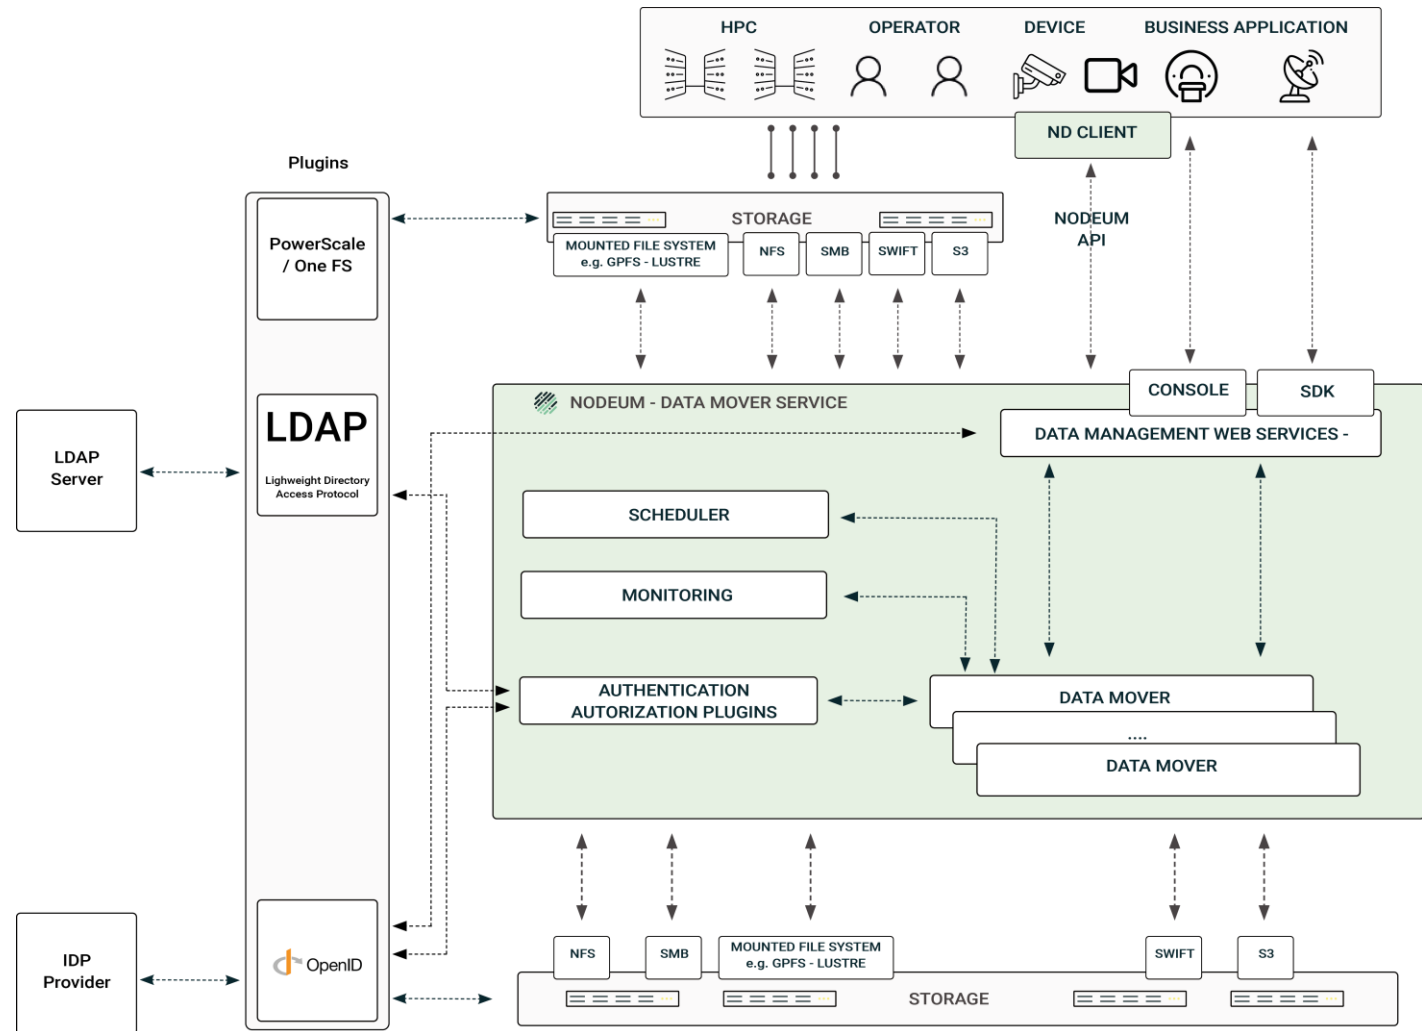 HPC
OPERATOR
DEVICE
BUSINESS APPLICATION
ND CLIENT
Plugins
PowerScale
/ One FS
STORAGE
MOUNTED FILE SYSTEM
e.g. GPFS - LUSTRE
NFS
SMB
SWIFT
S3
NODEUM
API
CONSOLE
SDK
NODEUM - DATA MOVER SERVICE
DATA MANAGEMENT WEB SERVICES -
LDAP
Lighweight Directory
Access Protocol
LDAP
Server
SCHEDULER
MONITORING
AUTHENTICATION
AUTORIZATION PLUGINS
DATA MOVER
....
DATA MOVER
OpenID
IDP
Provider
NFS
SMB
MOUNTED FILE SYSTEM
e.g. GPFS - LUSTRE
SWIFT
S3
STORAGE